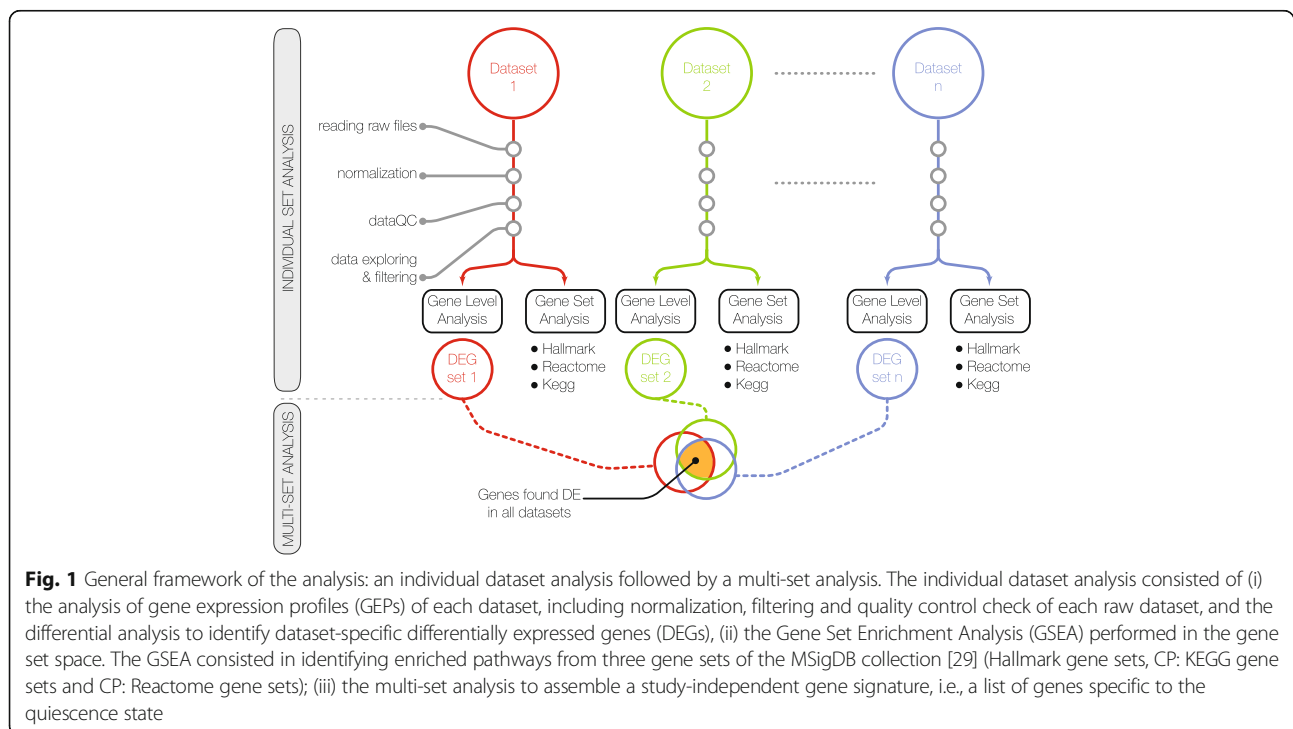 INDIVIDUAL SET ANALYSIS
Dataset
1
Dataset
2
Dataset
n
reading raw files
normalization
dataQC
data exploring
& filtering
Gene Level
Analysis
Gene Set
Analysis
Gene Level
Analysis
Gene Set
Analysis
Gene Level
Analysis
Gene Set
Analysis
DEG
set 1
● Hallmark
● Reactome
● Kegg
DEG
set 2
● Hallmark
● Reactome
● Kegg
DEG
set n
● Hallmark
● Reactome
● Kegg
MULTI-SET ANALYSIS
Genes found DE
in all datasets
Fig. 1 General framework of the analysis: an individual dataset analysis followed by a multi-set analysis. The individual dataset analysis consisted of (i)
the analysis of gene expression profiles (GEPs) of each dataset, including normalization, filtering and quality control check of each raw dataset, and the
differential analysis to identify dataset-specific differentially expressed genes (DEGs), (ii) the Gene Set Enrichment Analysis (GSEA) performed in the gene
set space. The GSEA consisted in identifying enriched pathways from three gene sets of the MSigDB collection [29] (Hallmark gene sets, CP: KEGG gene
sets and CP: Reactome gene sets); (iii) the multi-set analysis to assemble a study-independent gene signature, i.e., a list of genes specific to the
quiescence state